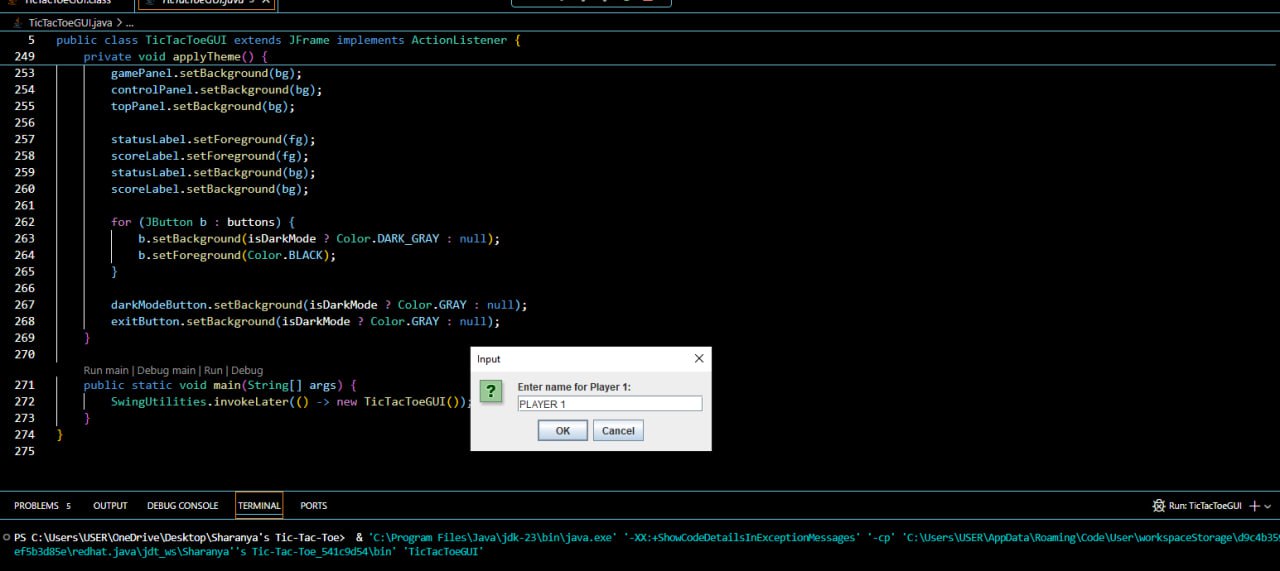 TicTacToeGUI.java > ...
5 public class TicTacToeGUI extends JFrame implements ActionListener {
249 private void applyTheme() {
253 gamePanel.setBackground(bg);
254 controlPanel.setBackground(bg);
255 topPanel.setBackground(bg);
256
257 statusLabel.setForeground(fg);
258 scoreLabel.setForeground(fg);
259 statusLabel.setBackground(bg);
260 scoreLabel.setBackground(bg);
261
262 for (JButton b : buttons) {
263 b.setBackground(isDarkMode ? Color.DARK_GRAY : null);
264 b.setForeground(Color.BLACK);
265 }
266
267 darkModeButton.setBackground(isDarkMode ? Color.GRAY : null);
268 exitButton.setBackground(isDarkMode ? Color.GRAY : null);
269 }
270
Run main | Debug main | Run | Debug
271 public static void main(String[] args) {
272 SwingUtilities.invokeLater(() -> new TicTacToeGUI());
273 }
274 }
275
Input
Enter name for Player 1:
PLAYER 1
OK Cancel
PROBLEMS 5 OUTPUT DEBUG CONSOLE TERMINAL PORTS Run: TicTacToeGUI
PS C:\Users\USER\OneDrive\Desktop\Sharanya's Tic-Tac-Toe> & 'C:\Program Files\Java\jdk-23\bin\java.exe' '-XX:+ShowCodeDetailsInExceptionMessages' '-cp' 'C:\Users\USER\AppData\Roaming\Code\User\workspaceStorage\d9c4b359
ef5b3d85e\redhat.java\jdt_ws\Sharanya''s Tic-Tac-Toe_541c9d54\bin' 'TicTacToeGUI'